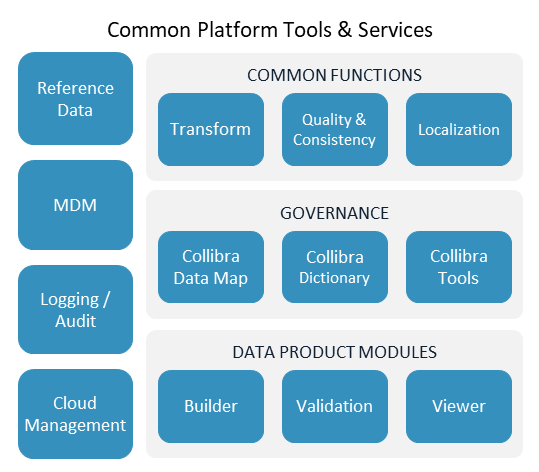 Common Platform Tools & Services
Reference
Data
MDM
Logging /
Audit
Cloud
Management
COMMON FUNCTIONS
Transform
Quality &
Consistency
Localization
GOVERNANCE
Collibra
Data Map
Collibra
Dictionary
Collibra
Tools
DATA PRODUCT MODULES
Builder
Validation
Viewer